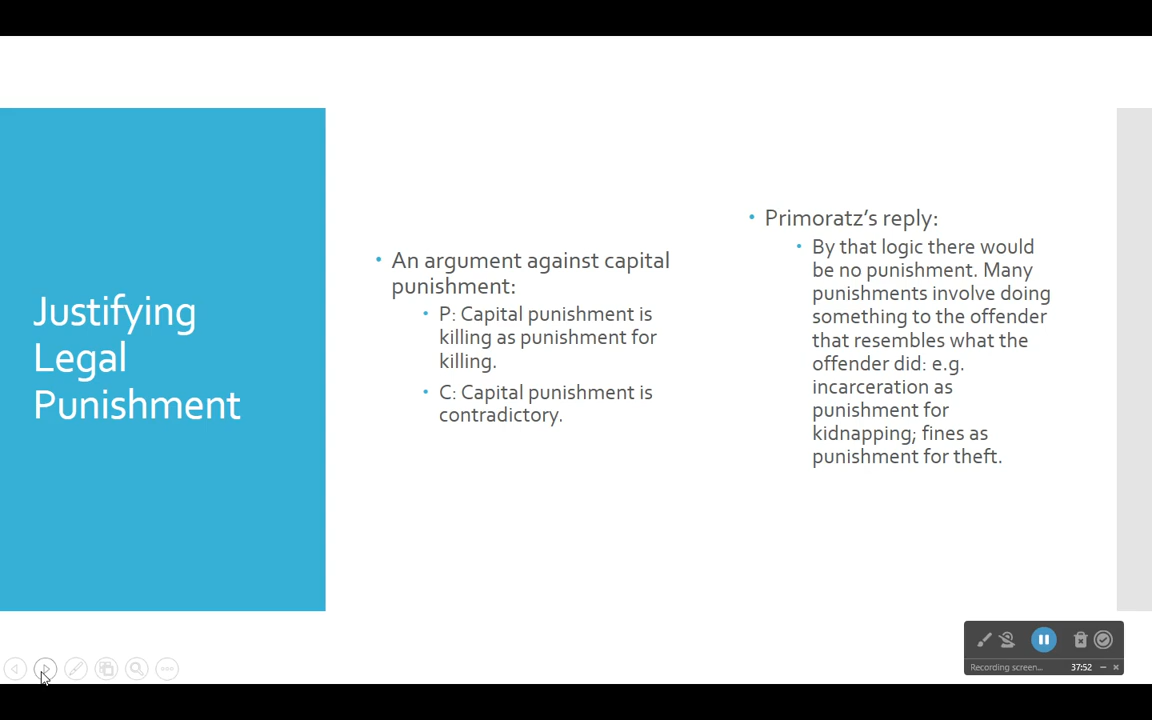 Justifying
Legal
Punishment
• An argument against capital
punishment:
• P: Capital punishment is
killing as punishment for
killing.
• C: Capital punishment is
contradictory.
• Primoratz’s reply:
• By that logic there would
be no punishment. Many
punishments involve doing
something to the offender
that resembles what the
offender did: e.g.
incarceration as
punishment for
kidnapping; fines as
punishment for theft.
Recording screen... 37:52